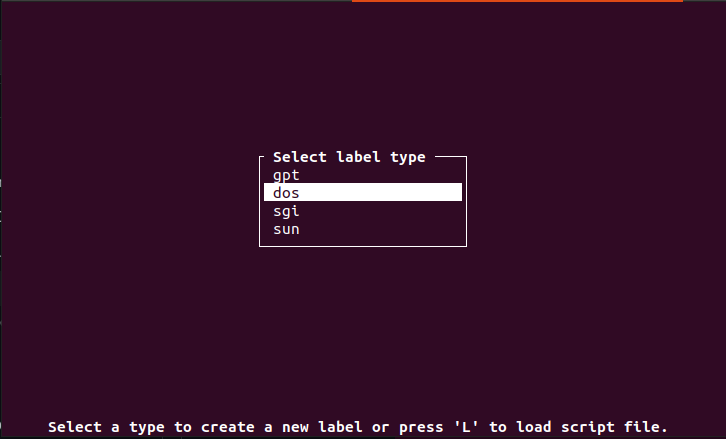 Select label type
gpt
dos
sgi
sun
Select a type to create a new label or press 'L' to load script file.